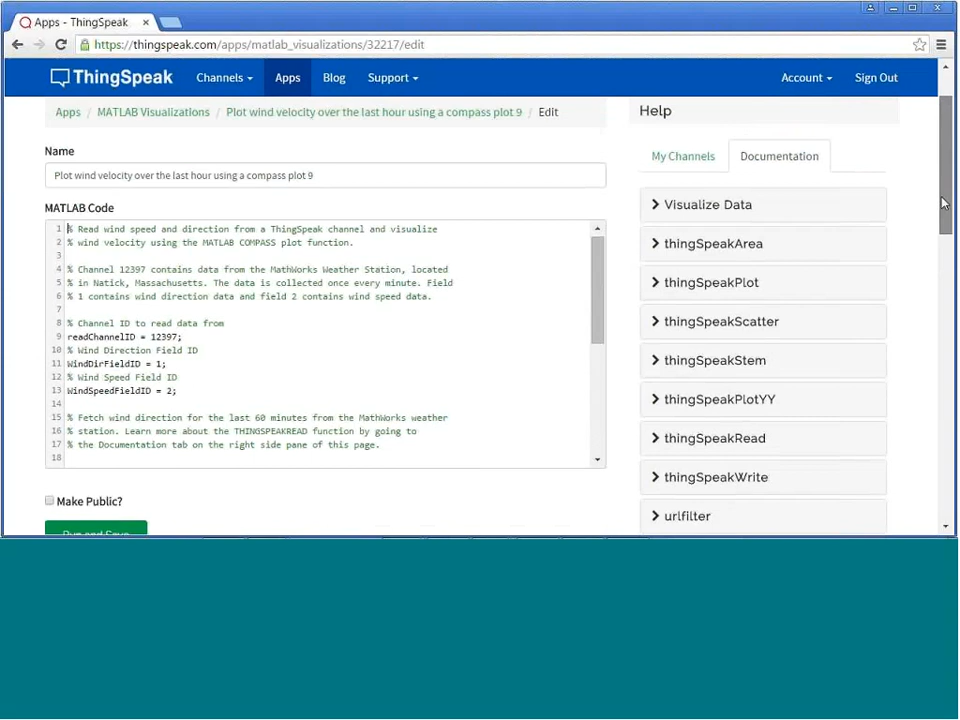 Apps - ThingSpeak
https://thingspeak.com/apps/matlab_visualizations/32217/edit
ThingSpeak Channels Apps Blog Support Account Sign Out
Apps / MATLAB Visualizations / Plot wind velocity over the last hour using a compass plot 9 / Edit
Help
Name
My Channels Documentation
Plot wind velocity over the last hour using a compass plot 9
Visualize Data
MATLAB Code
1 % Read wind speed and direction from a ThingSpeak channel and visualize
2 % wind velocity using the MATLAB COMPASS plot function.
3
4 % Channel 12397 contains data from the MathWorks Weather Station, located
5 % in Natick, Massachusetts. The data is collected once every minute. Field
6 % 1 contains wind direction data and field 2 contains wind speed data.
7
8 % Channel ID to read data from
9 readChannelID = 12397;
10 % Wind Direction Field ID
11 WindDirFieldID = 1;
12 % Wind Speed Field ID
13 WindSpeedFieldID = 2;
14
15 % Fetch wind direction for the last 60 minutes from the MathWorks weather
16 % station. Learn more about the THINGSPEAKREAD function by going to
17 % the Documentation tab on the right side pane of this page.
18
thingSpeakArea
thingSpeakPlot
thingSpeakScatter
thingSpeakStem
thingSpeakPlotYY
thingSpeakRead
thingSpeakWrite
urlfilter
Make Public?
Run and Save